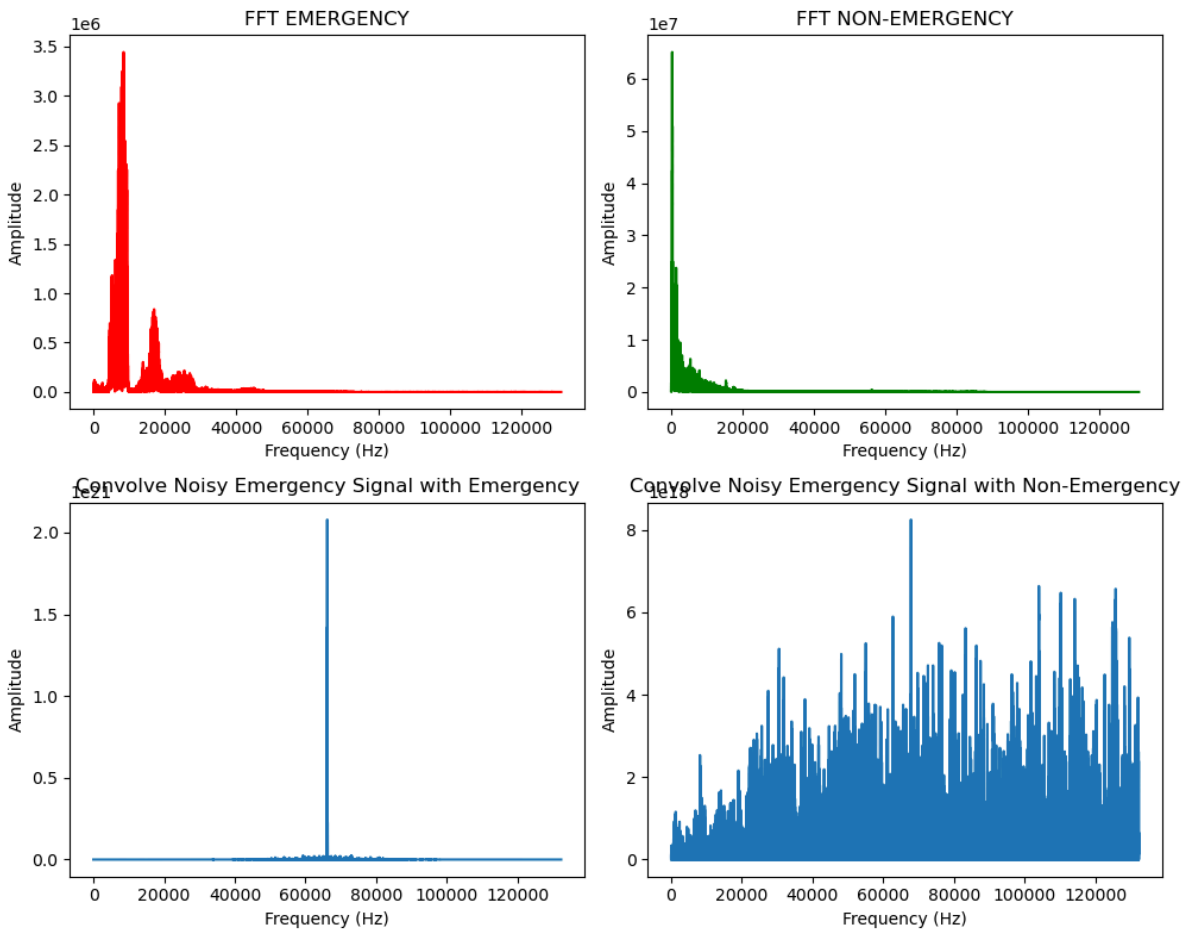 FFT EMERGENCY
1e6
3.5
3.0
2.5
2.0
1.5
1.0
0.5
0.0
Amplitude
0 20000 40000 60000 80000 100000 120000
Frequency (Hz)
FFT NON-EMERGENCY
1e7
6
5
4
3
2
1
0
Amplitude
0 20000 40000 60000 80000 100000 120000
Frequency (Hz)
Convolve Noisy Emergency Signal with Emergency
1e21
2.0
1.5
1.0
0.5
0.0
Amplitude
0 20000 40000 60000 80000 100000 120000
Frequency (Hz)
Convolve Noisy Emergency Signal with Non-Emergency
1e18
8
6
4
2
0
Amplitude
0 20000 40000 60000 80000 100000 120000
Frequency (Hz)